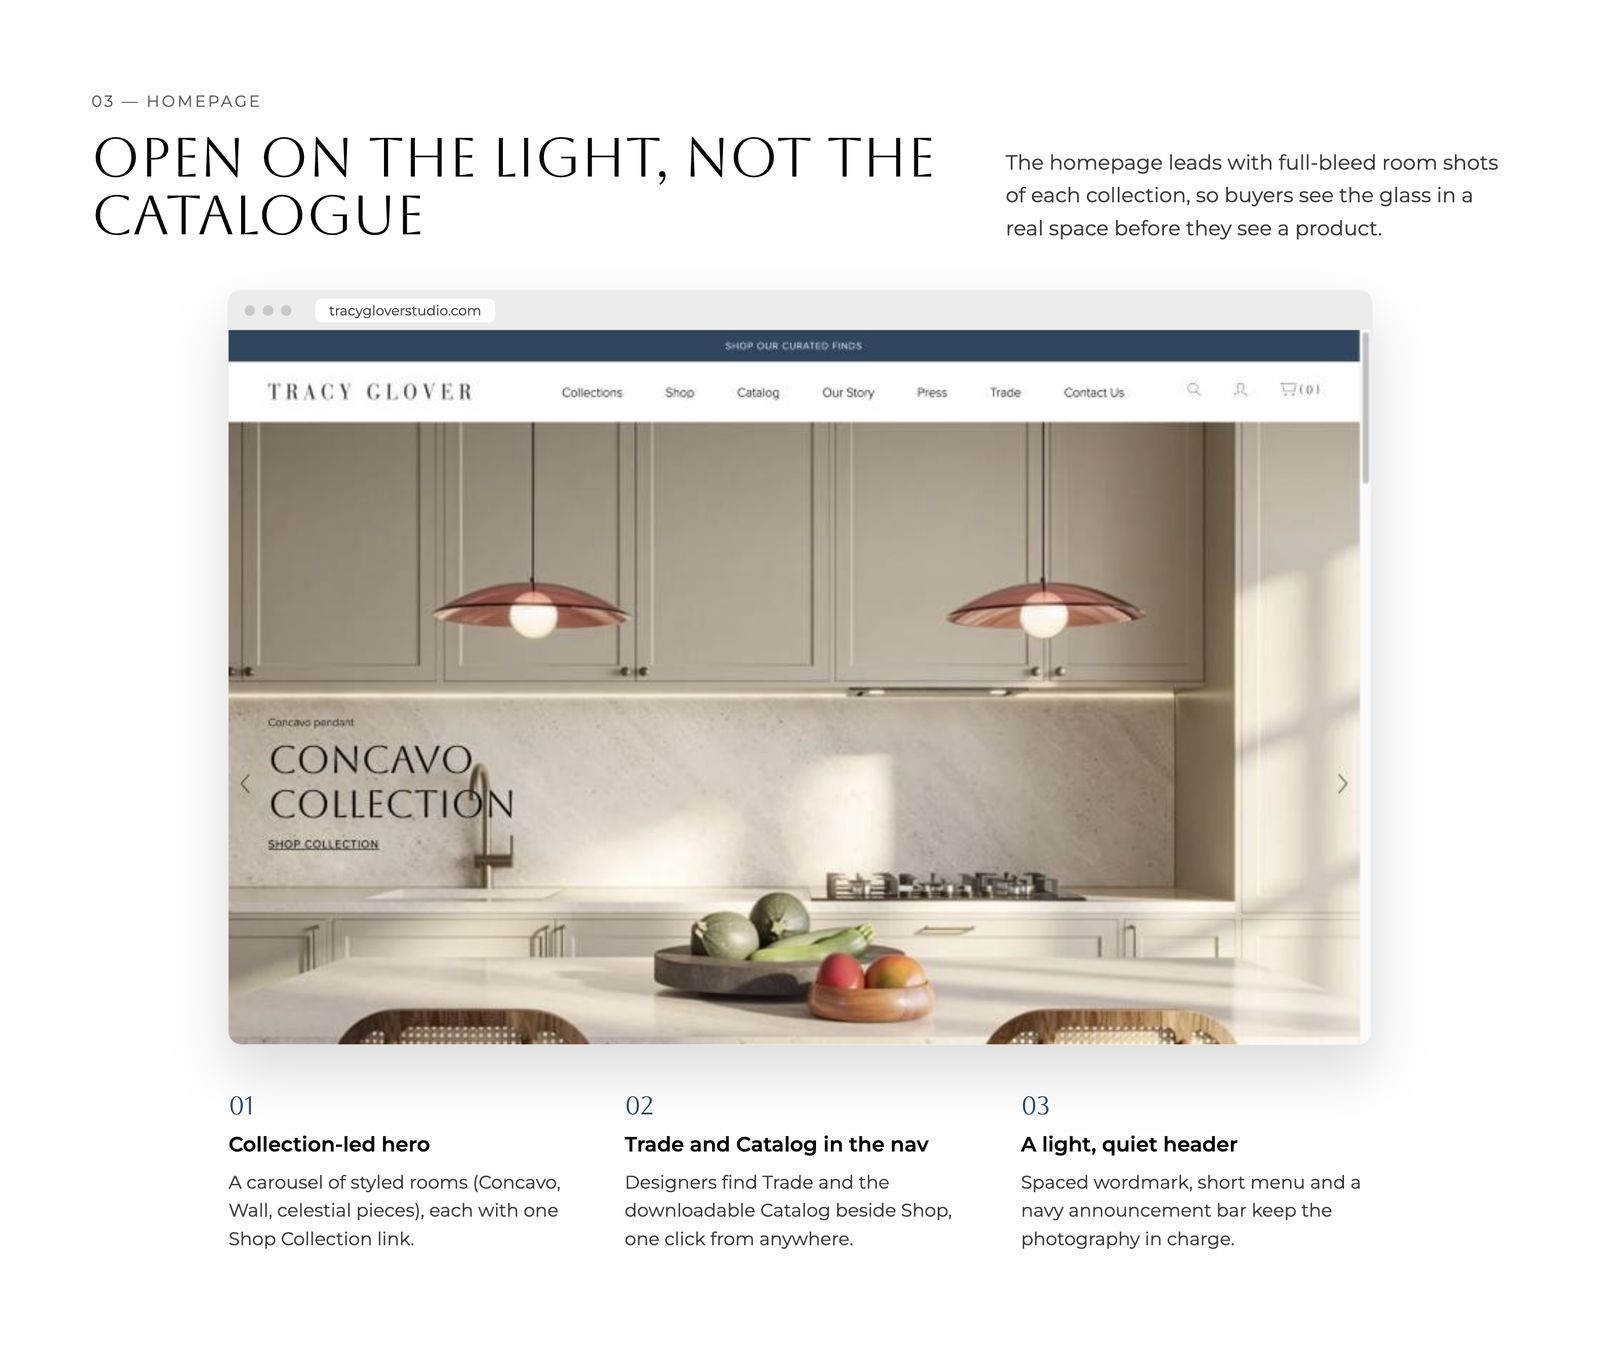 03 — HOMEPAGE
OPEN ON THE LIGHT, NOT THE
CATALOGUE
The homepage leads with full-bleed room shots
of each collection, so buyers see the glass in a
real space before they see a product.
tracygloverstudio.com
SHOP OUR CURATED FINDS
TRACY GLOVER
Collections Shop Catalog Our Story Press Trade Contact Us (0)
Concavo pendant
CONCAVO
COLLECTION
SHOP COLLECTION
01
Collection-led hero
A carousel of styled rooms (Concavo,
Wall, celestial pieces), each with one
Shop Collection link.
02
Trade and Catalog in the nav
Designers find Trade and the
downloadable Catalog beside Shop,
one click from anywhere.
03
A light, quiet header
Spaced wordmark, short menu and a
navy announcement bar keep the
photography in charge.